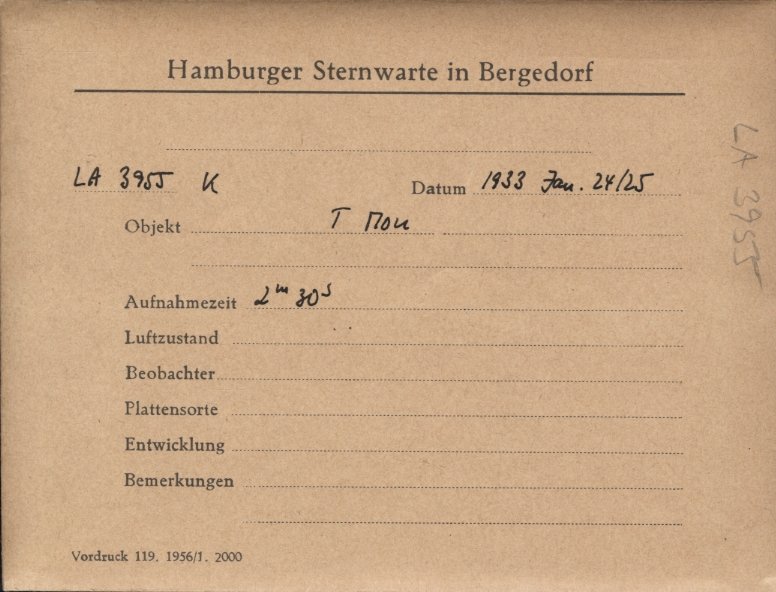 Hamburger Sternwarte in Bergedorf
LA 3955 K Datum 1933 Jan. 24/25
Objekt T Mon
Aufnahmezeit 2m 30s
Luftzustand
Beobachter
Plattensorte
Entwicklung
Bemerkungen
Vordruck 119. 1956/1. 2000
LA 3955